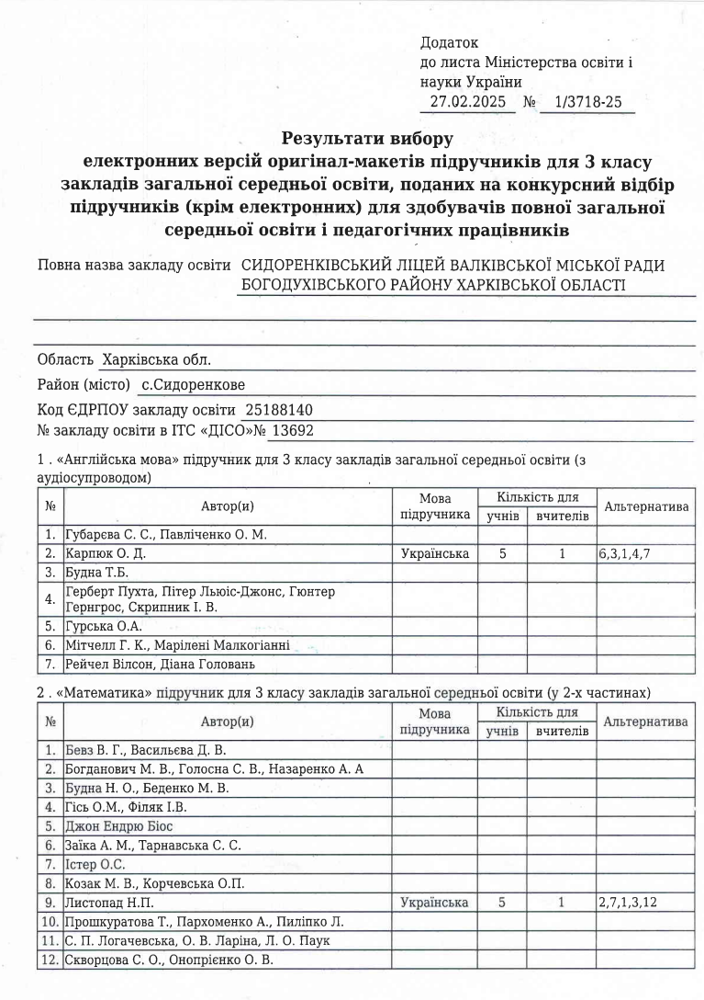 Додаток
до листа Міністерства освіти і
науки України
27.02.2025 № 1/3718-25
Результати вибору
електронних версій оригінал-макетів підручників для 3 класу
закладів загальної середньої освіти, поданих на конкурсний відбір
підручників (крім електронних) для здобувачів повної загальної
середньої освіти і педагогічних працівників
Повна назва закладу освіти СИДОРЕНКІВСЬКИЙ ЛІЦЕЙ ВАЛКІВСЬКОЇ МІСЬКОЇ РАДИ
БОГОДУХІВСЬКОГО РАЙОНУ ХАРКІВСЬКОЇ ОБЛАСТІ
Область Харківська обл.
Район (місто) с.Сидоренкове
Код ЄДРПОУ закладу освіти 25188140
№ закладу освіти в ІТС «ДІСО»№ 13692
1 . «Англійська мова» підручник для 3 класу закладів загальної середньої освіти (з
аудіосупроводом)
№ Автор(и) Мова підручника Кількість для Альтернатива
учнів вчителів
1. Губарєва С. С., Павліченко О. М.
2. Карпюк О. Д. Українська 5 1 6,3,1,4,7
3. Будна Т.Б.
4. Герберт Пухта, Пітер Льюіс-Джонс, Гюнтер
Гернгрос, Скрипник І. В.
5. Гурська О.А.
6. Мітчелл Г. К., Марілені Малкогіанні
7. Рейчел Вілсон, Діана Головань
2 . «Математика» підручник для 3 класу закладів загальної середньої освіти (у 2-х частинах)
№ Автор(и) Мова підручника Кількість для Альтернатива
учнів вчителів
1. Бевз В. Г., Васильєва Д. В.
2. Богданович М. В., Голосна С. В., Назаренко А. А
3. Будна Н. О., Беденко М. В.
4. Гісь О.М., Філяк І.В.
5. Джон Ендрю Біос
6. Заїка А. М., Тарнавська С. С.
7. Істер О.С.
8. Козак М. В., Корчевська О.П.
9. Листопад Н.П. Українська 5 1 2,7,1,3,12
10. Прошкуратова Т., Пархоменко А., Пиліпко Л.
11. С. П. Логачевська, О. В. Ларіна, Л. О. Паук
12. Скворцова С. О., Онопрієнко О. В.